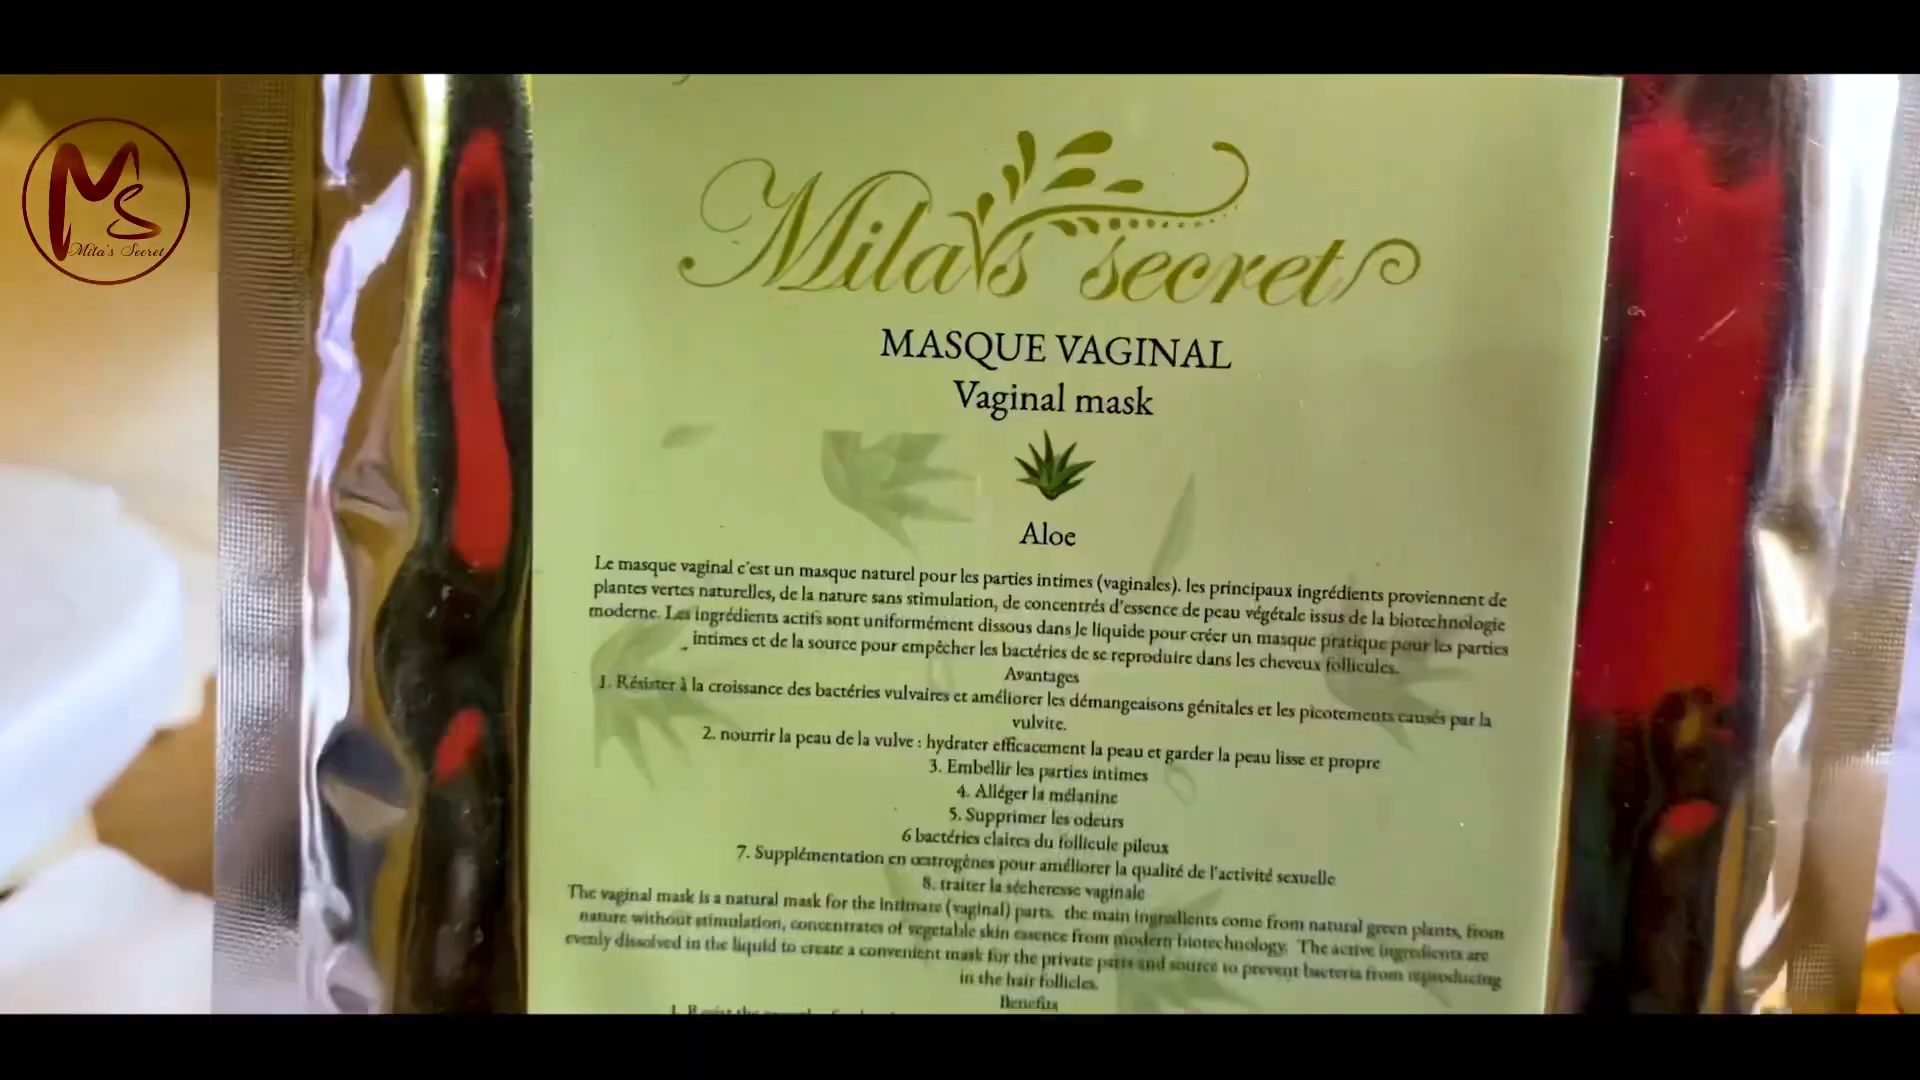 MS
Mila's Secret
Mila's secret
MASQUE VAGINAL
Vaginal mask
Aloe
Le masque vaginal c'est un masque naturel pour les parties intimes (vaginales). les principaux ingrédients proviennent de
plantes vertes naturelles, de la nature sans stimulation, de concentrés d'essence de peau végétale issus de la biotechnologie
moderne. Les ingrédients actifs sont uniformément dissous dans le liquide pour créer un masque pratique pour les parties
intimes et de la source pour empêcher les bactéries de se reproduire dans les cheveux follicules.
Avantages
1. Résister à la croissance des bactéries vulvaires et améliorer les démangeaisons génitales et les picotements causés par la
vulvite.
2. nourrir la peau de la vulve : hydrater efficacement la peau et garder la peau lisse et propre
3. Embellir les parties intimes
4. Alléger la mélanine
5. Supprimer les odeurs
6 bactéries claires du follicule pileux
7. Supplémentation en œstrogènes pour améliorer la qualité de l'activité sexuelle
8. traiter la sécheresse vaginale
The vaginal mask is a natural mask for the intimate (vaginal) parts. the main ingredients come from natural green plants, from
nature without stimulation, concentrates of vegetable skin essence from modern biotechnology. The active ingredients are
evenly dissolved in the liquid to create a convenient mask for the private parts and source to prevent bacteria from reproducing
in the hair follicles.
Benefits